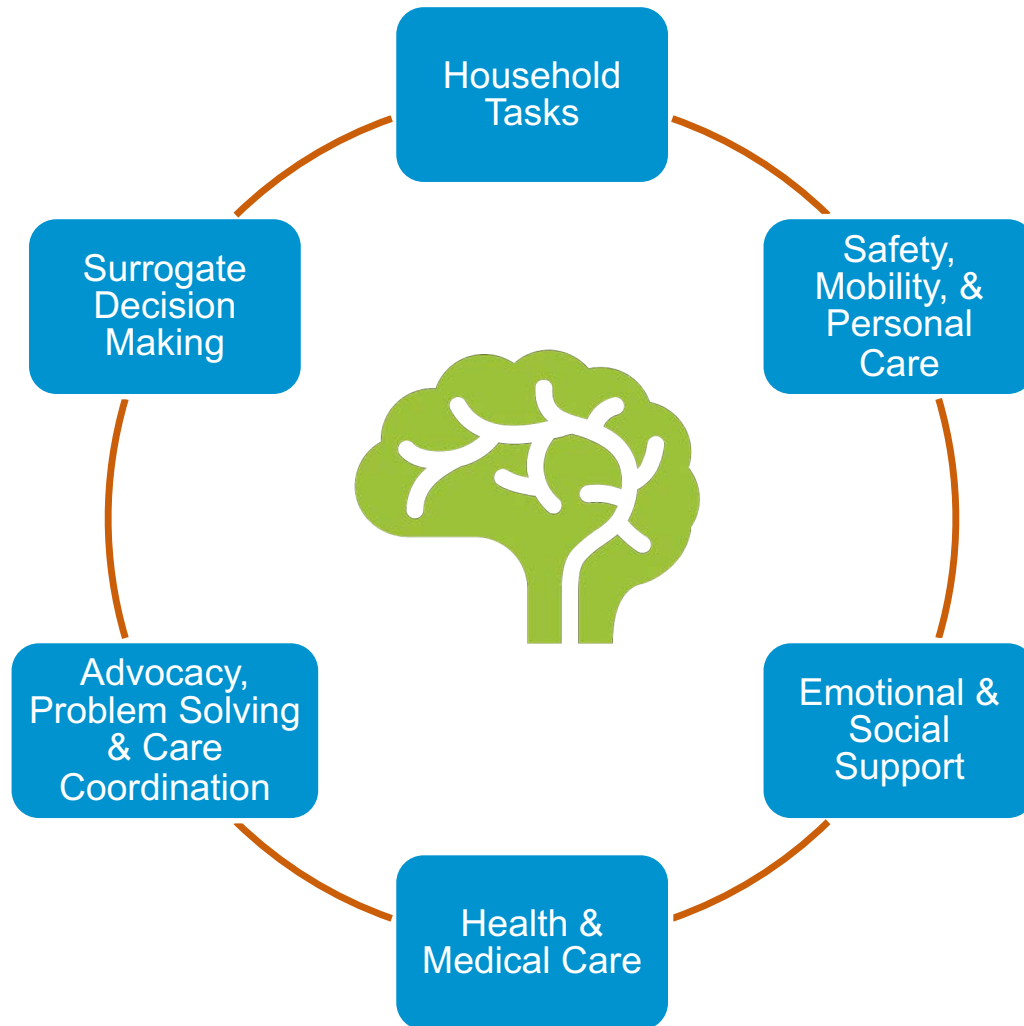 Household
Tasks
Safety,
Mobility, &
Personal
Care
Emotional &
Social
Support
Health &
Medical Care
Advocacy,
Problem Solving
& Care
Coordination
Surrogate
Decision
Making